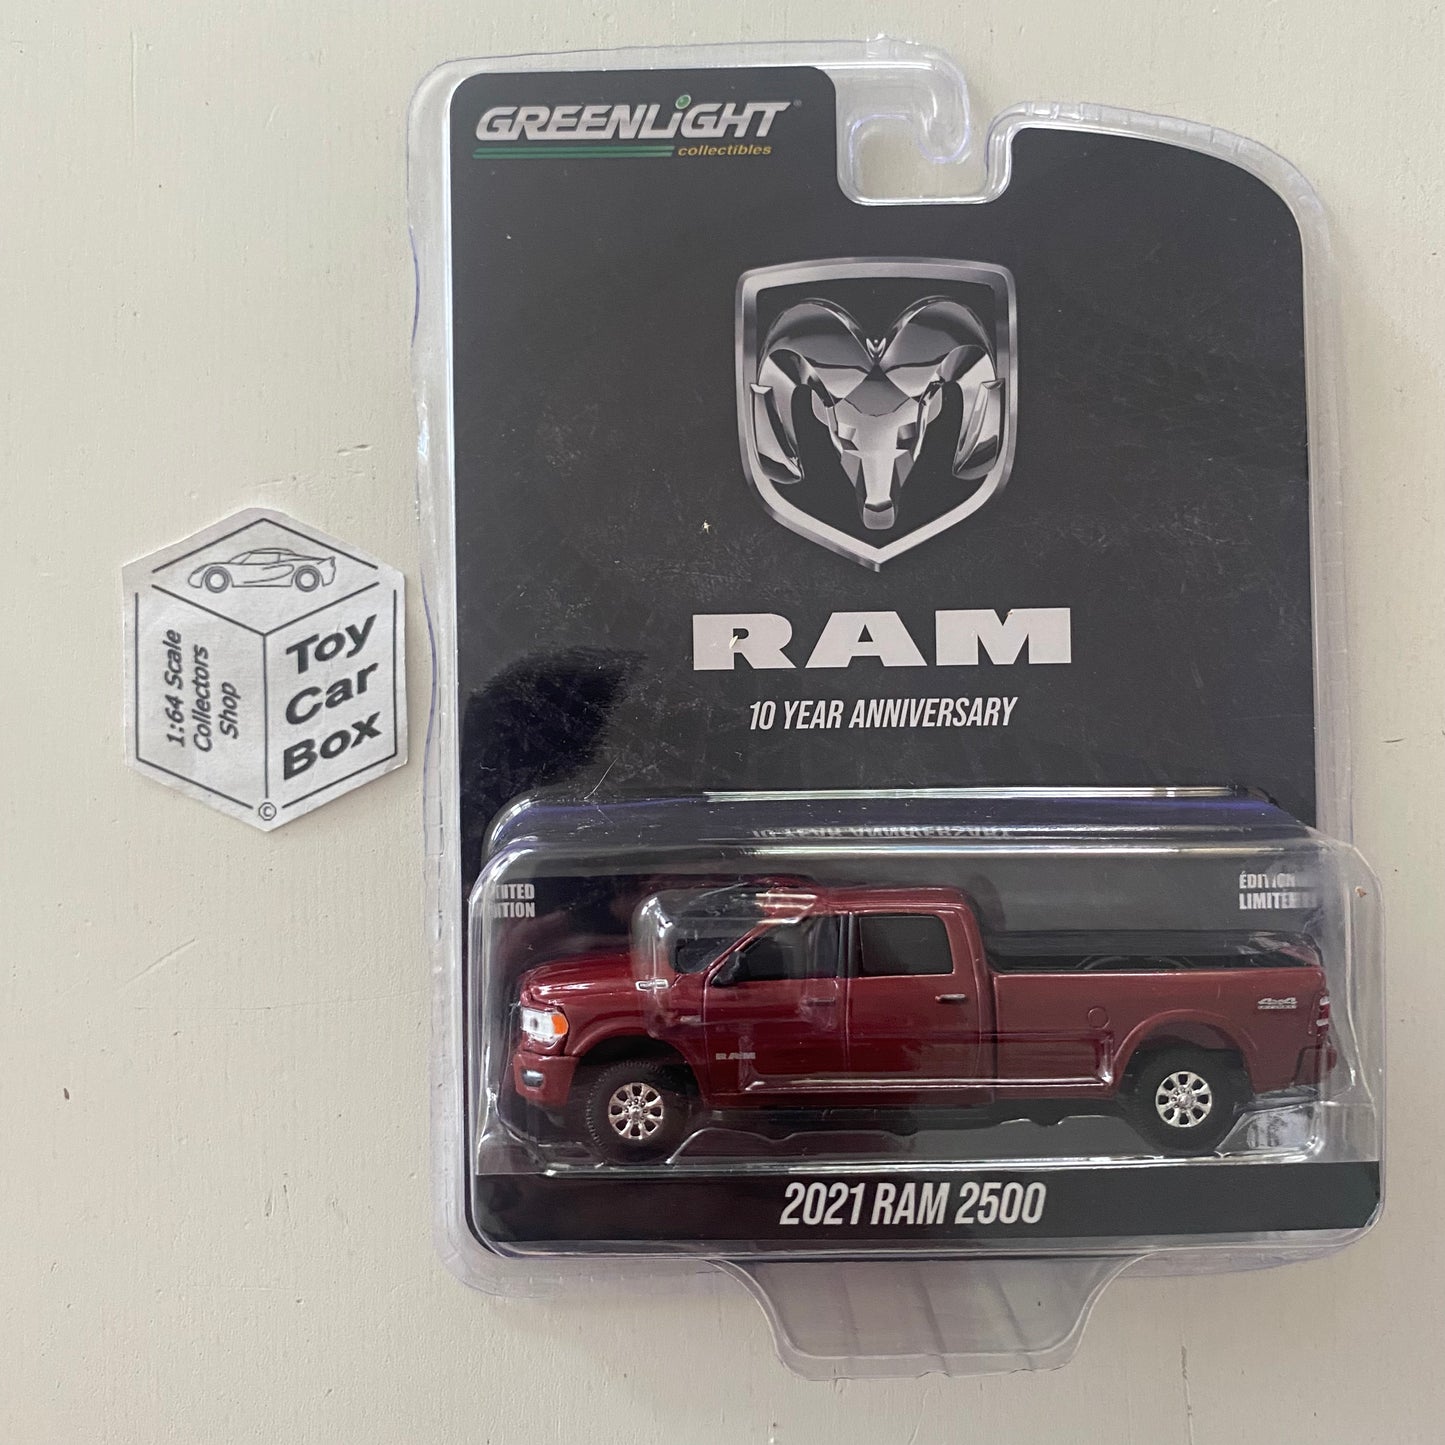 GREENLiGHT
collectibles
RAM
10 YEAR ANNIVERSARY
1:64 Scale
Collectors
Shop
Toy
Car
Box
©
ÉDITION
RAM
4x4
2021 RAM 2500